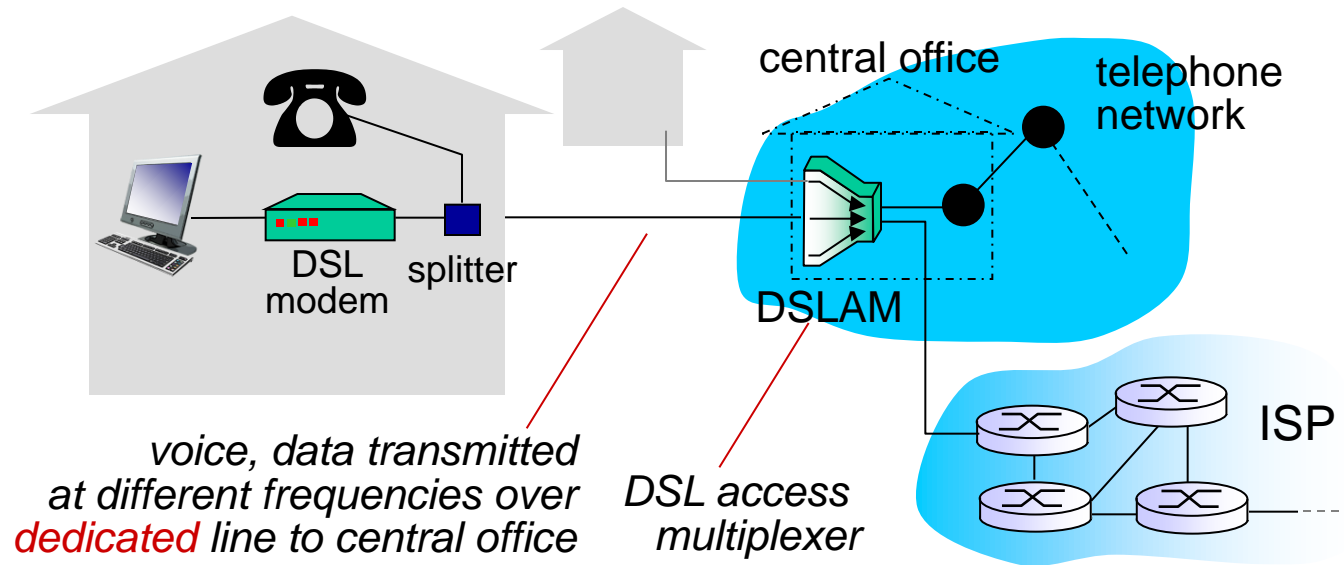 central office
telephone
network
DSL
modem
splitter
DSLAM
ISP
voice, data transmitted
at different frequencies over
dedicated line to central office
DSL access
multiplexer